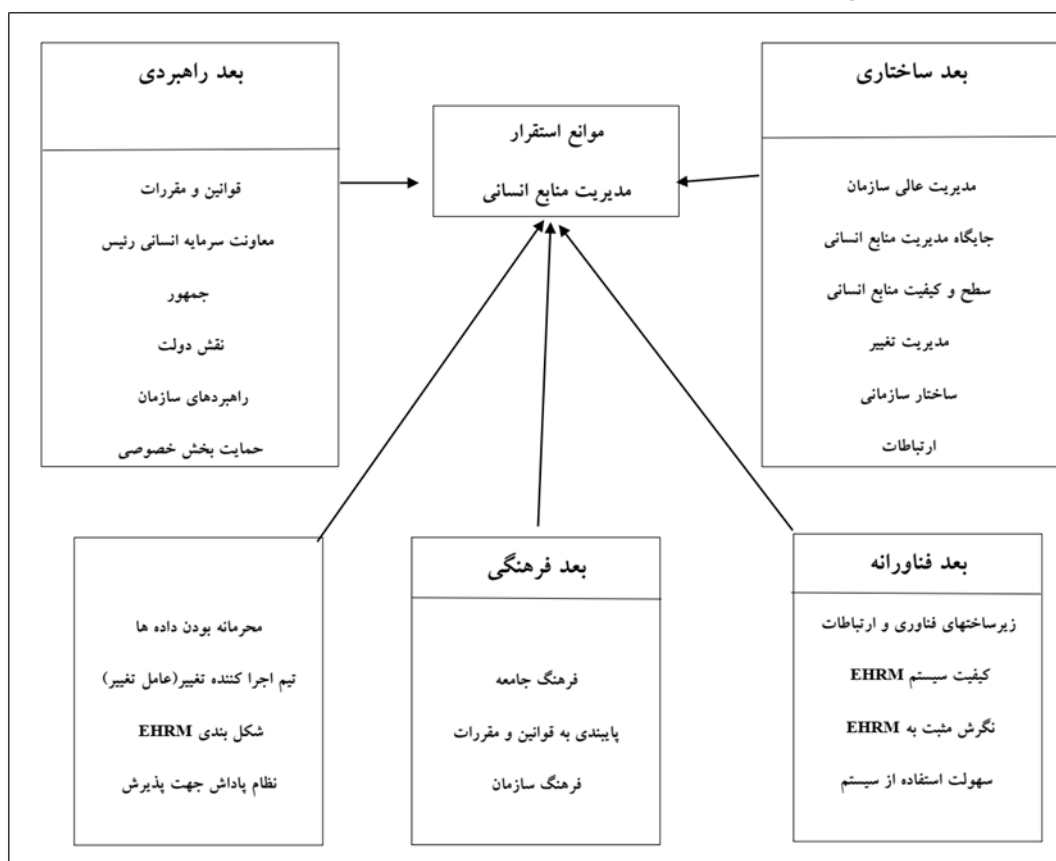 بعد ساختاری
مدیریت عالی سازمان
جایگاه مدیریت منابع انسانی
سطح و کیفیت منابع انسانی
مدیریت تغییر
ساختار سازمانی
ارتباطات
موانع استقرار
مدیریت منابع انسانی
بعد راهبردی
قوانین و مقررات
معاونت سرمایه انسانی رئیس
جمهور
نقش دولت
راهبردهای سازمان
حمایت بخش خصوصی
بعد فناورانه
زیرساختهای فناوری و ارتباطات
کیفیت سیستم EHRM
نگرش مثبت به EHRM
سهولت استفاده از سیستم
بعد فرهنگی
فرهنگ جامعه
پایبندی به قوانین و مقررات
فرهنگ سازمان
محرمانه بودن داده ها
تیم اجرا کننده تغییر(عامل تغییر)
شکل بندی EHRM
نظام پاداش جهت پذیرش